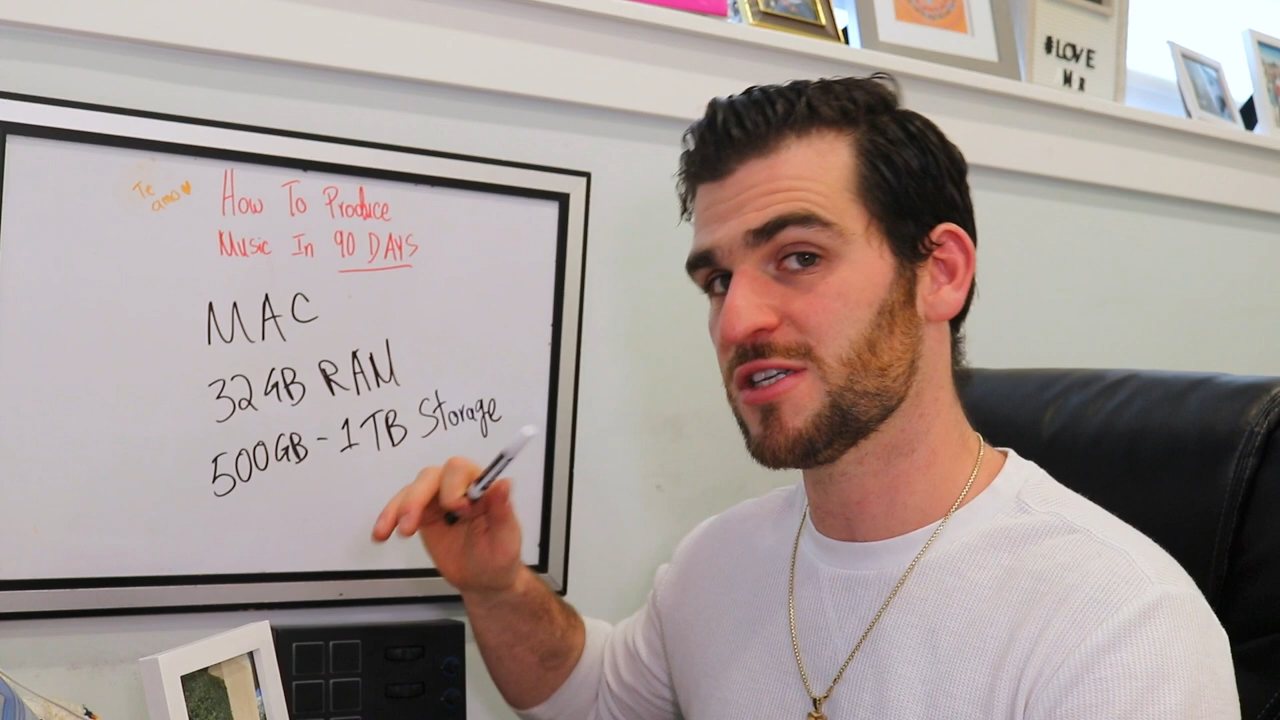 Te
amo
How To Produce
Music In 90 DAYS
MAC
32GB RAM
500GB - 1TB Storage
#LOVE